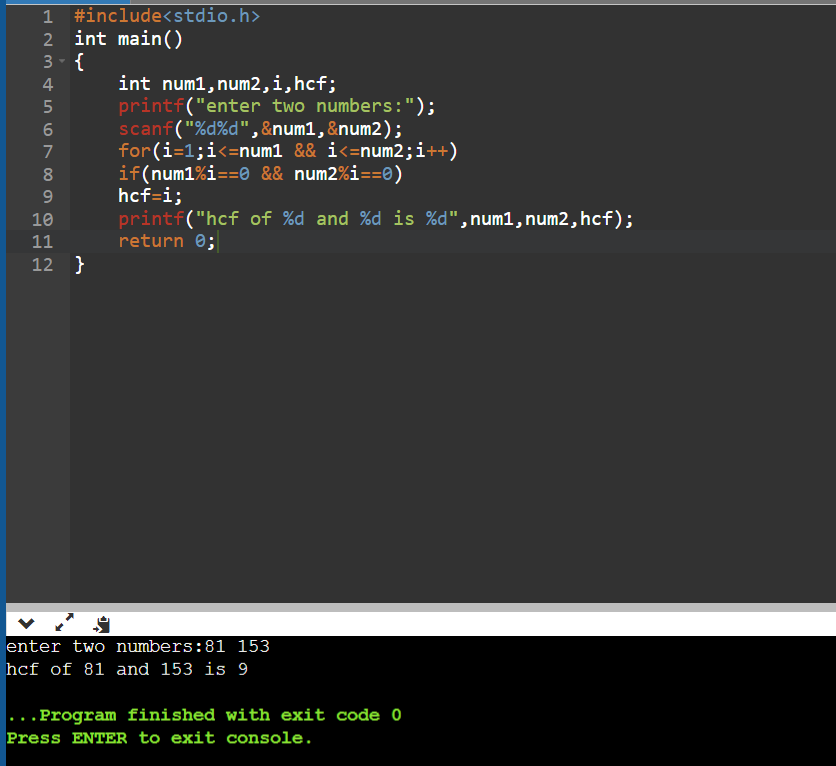 1 #include<stdio.h>
2 int main()
3 {
4 int num1,num2,i,hcf;
5 printf("enter two numbers:");
6 scanf("%d%d",&num1,&num2);
7 for(i=1;i<=num1 && i<=num2;i++)
8 if(num1%i==0 && num2%i==0)
9 hcf=i;
10 printf("hcf of %d and %d is %d",num1,num2,hcf);
11 return 0;
12 }
enter two numbers:81 153
hcf of 81 and 153 is 9
...Program finished with exit code 0
Press ENTER to exit console.